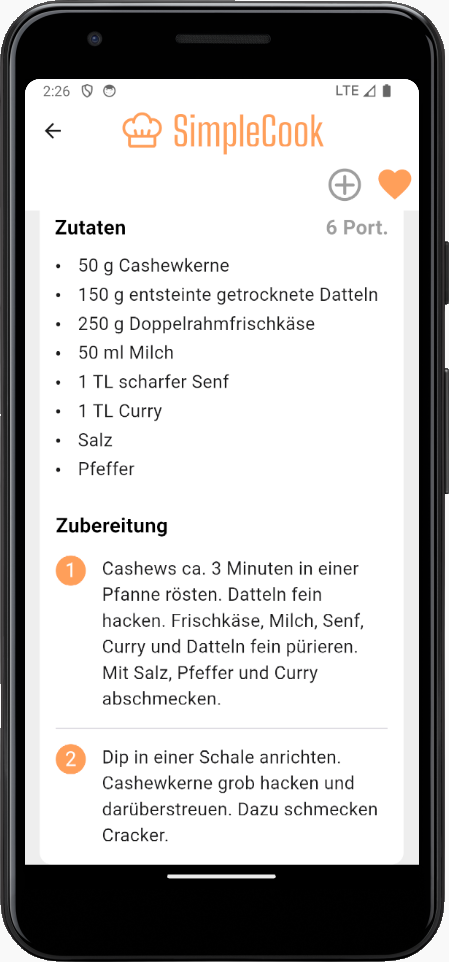 2:26 LTE
SimpleCook
Zutaten 6 Port.
• 50 g Cashewkerne
• 150 g entsteinte getrocknete Datteln
• 250 g Doppelrahmfrischkäse
• 50 ml Milch
• 1 TL scharfer Senf
• 1 TL Curry
• Salz
• Pfeffer
Zubereitung
1 Cashews ca. 3 Minuten in einer
Pfanne rösten. Datteln fein
hacken. Frischkäse, Milch, Senf,
Curry und Datteln fein pürieren.
Mit Salz, Pfeffer und Curry
abschmecken.
2 Dip in einer Schale anrichten.
Cashewkerne grob hacken und
darüberstreuen. Dazu schmecken
Cracker.